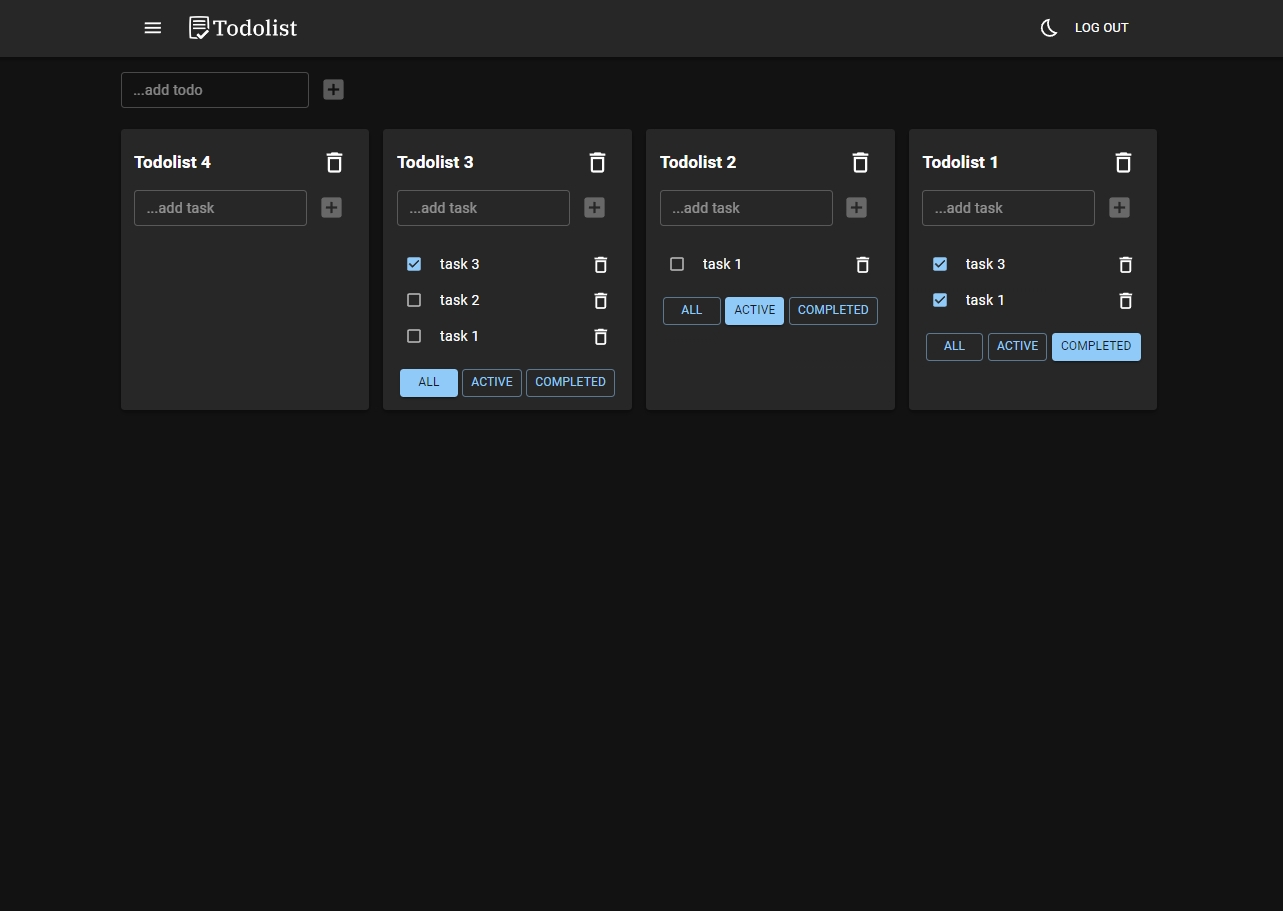 Todolist
LOG OUT
...add todo
Todolist 4
...add task
Todolist 3
...add task
task 3
task 2
task 1
ALL
ACTIVE
COMPLETED
Todolist 2
...add task
task 1
ALL
ACTIVE
COMPLETED
Todolist 1
...add task
task 3
task 1
ALL
ACTIVE
COMPLETED